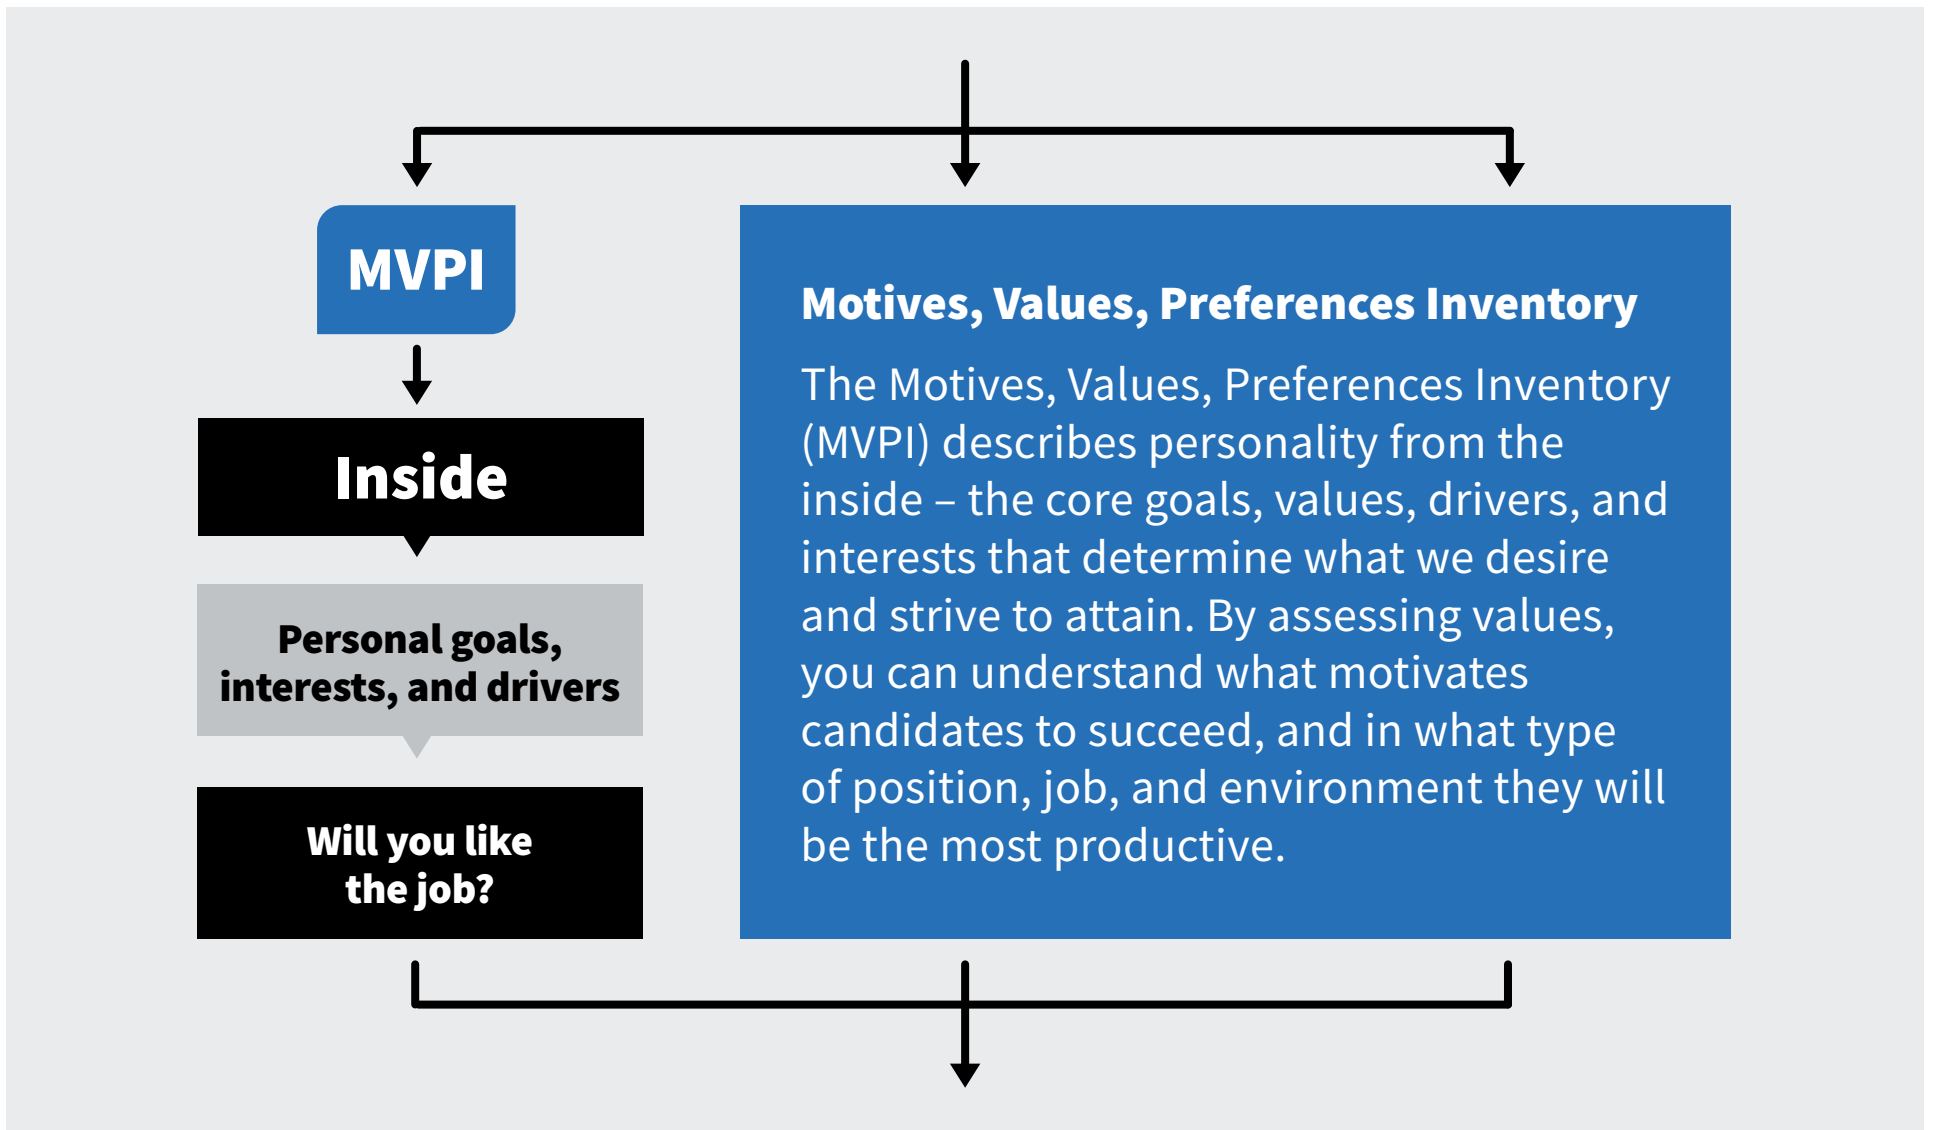 MVPI
Inside
Personal goals,
interests, and drivers
Will you like
the job?
Motives, Values, Preferences Inventory
The Motives, Values, Preferences Inventory
(MVPI) describes personality from the
inside – the core goals, values, drivers, and
interests that determine what we desire
and strive to attain. By assessing values,
you can understand what motivates
candidates to succeed, and in what type
of position, job, and environment they will
be the most productive.